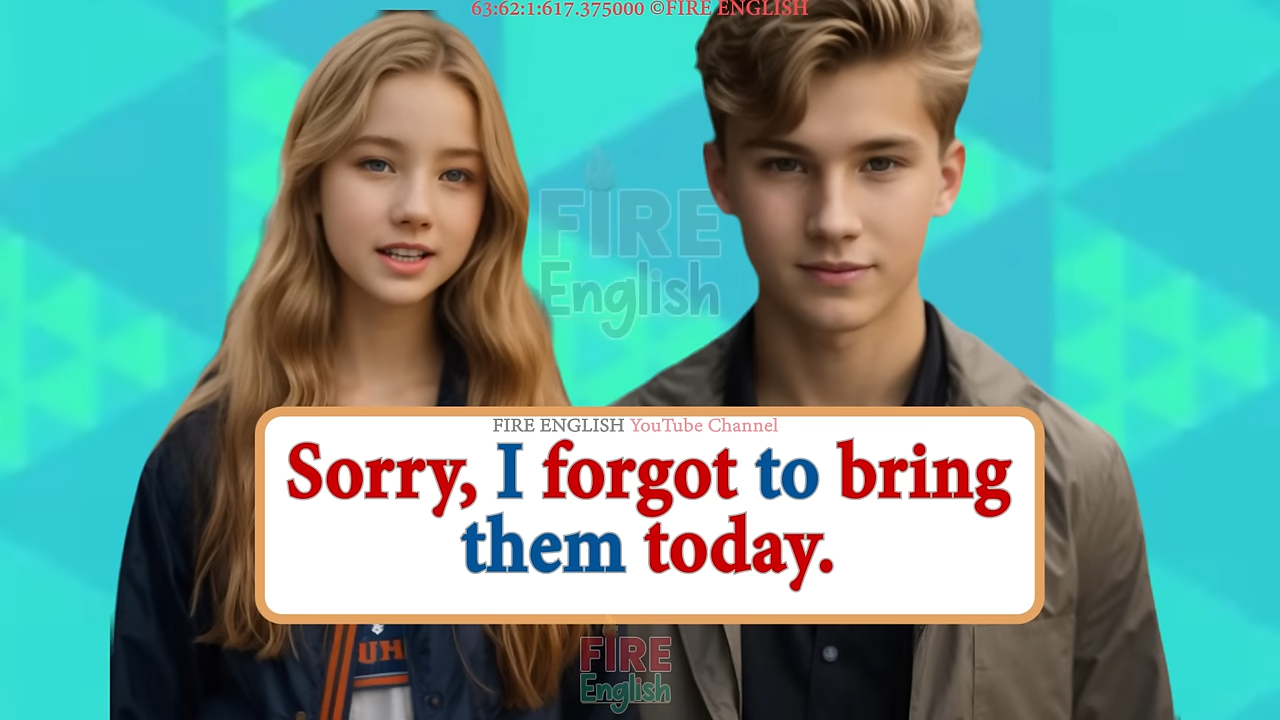 63:62:1:617.375000 ©FIRE ENGLISH
FIRE
English
FIRE ENGLISH YouTube Channel
Sorry, I forgot to bring
them today.
UH
FIRE
English